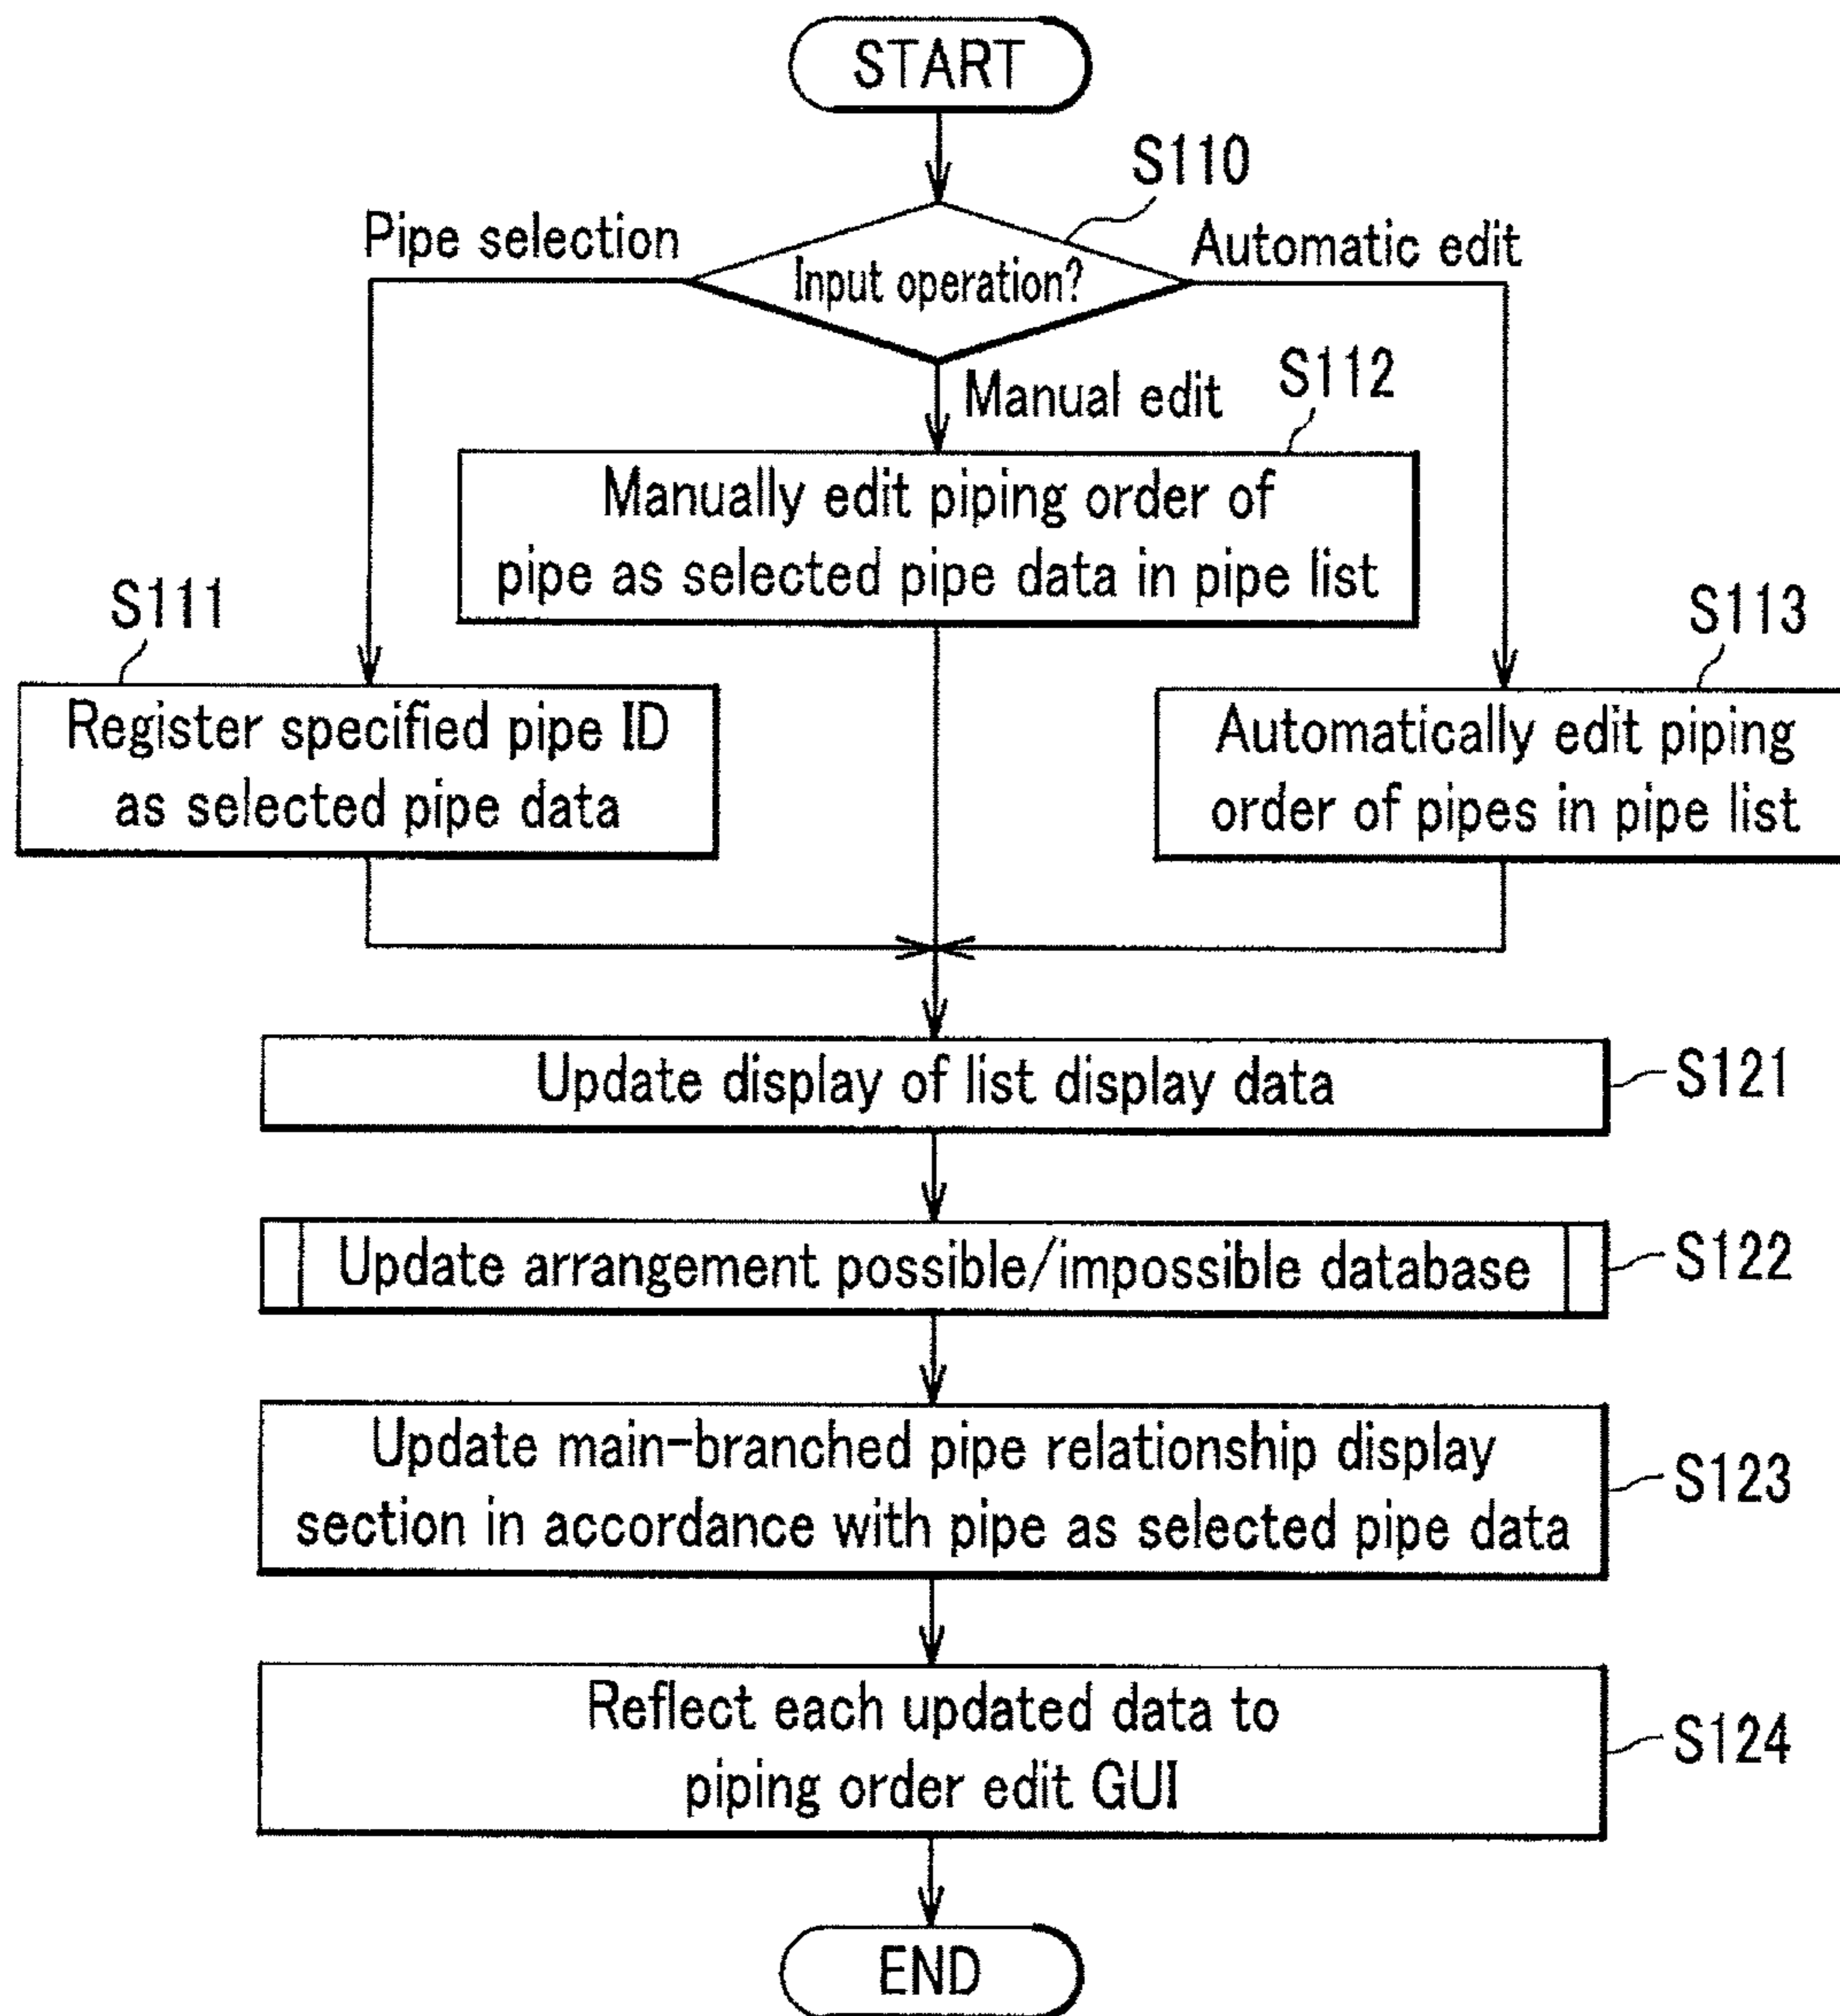 START
S110
Pipe selection
Automatic edit
Input operation?
S112
Manual edit
Manually edit piping order of
pipe as selected pipe data in pipe list
S111
S113
Register specified pipe ID
as selected pipe data
Automatically edit piping
order of pipes in pipe list
Update display of list display data
S121
Update arrangement possible/impossible database
S122
Update main-branched pipe relationship display
section in accordance with pipe as selected pipe data
S123
Reflect each updated data to
piping order edit GUI
S124
END